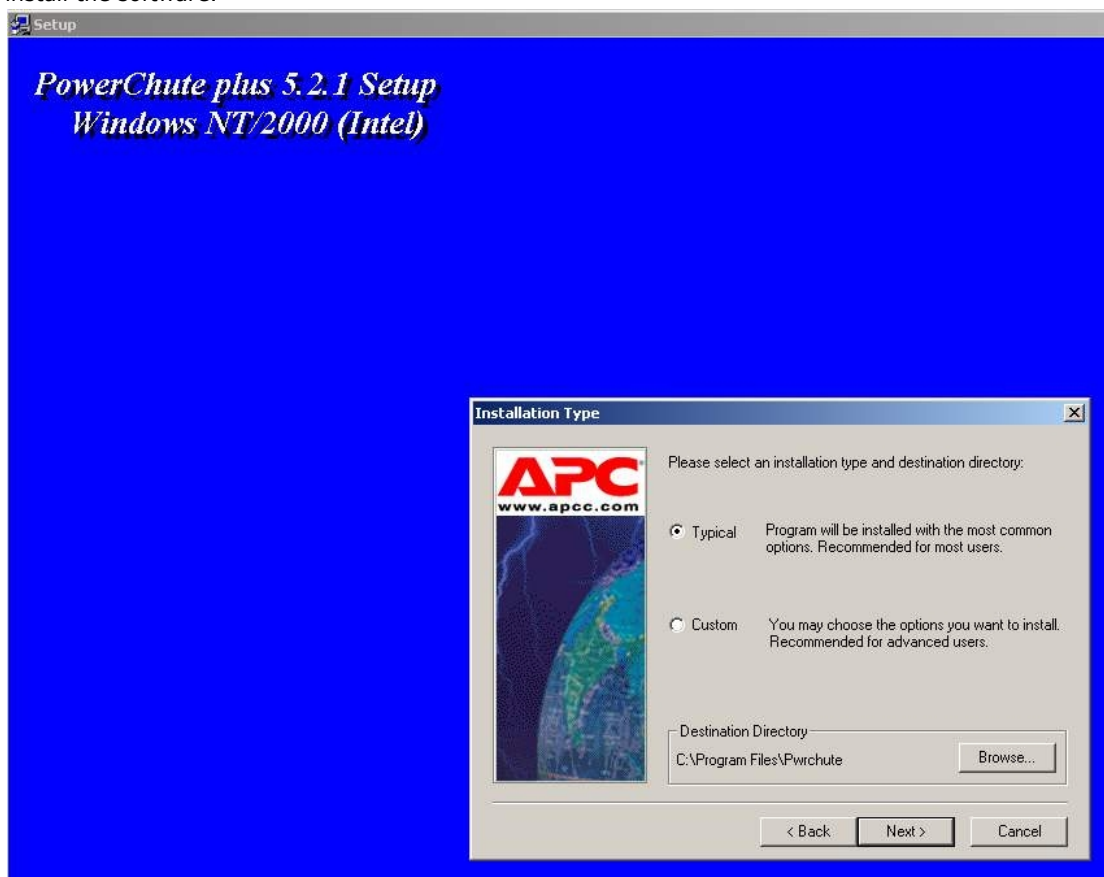 install the software.
Setup
PowerChute plus 5.2.1 Setup
Windows NT/2000 (Intel)
Installation Type
APC
www.apcc.com
Please select an installation type and destination directory:
Typical
Program will be installed with the most common
options. Recommended for most users.
Custom
You may choose the options you want to install.
Recommended for advanced users.
Destination Directory
C:\Program Files\Pwrchute
Browse...
< Back
Next >
Cancel